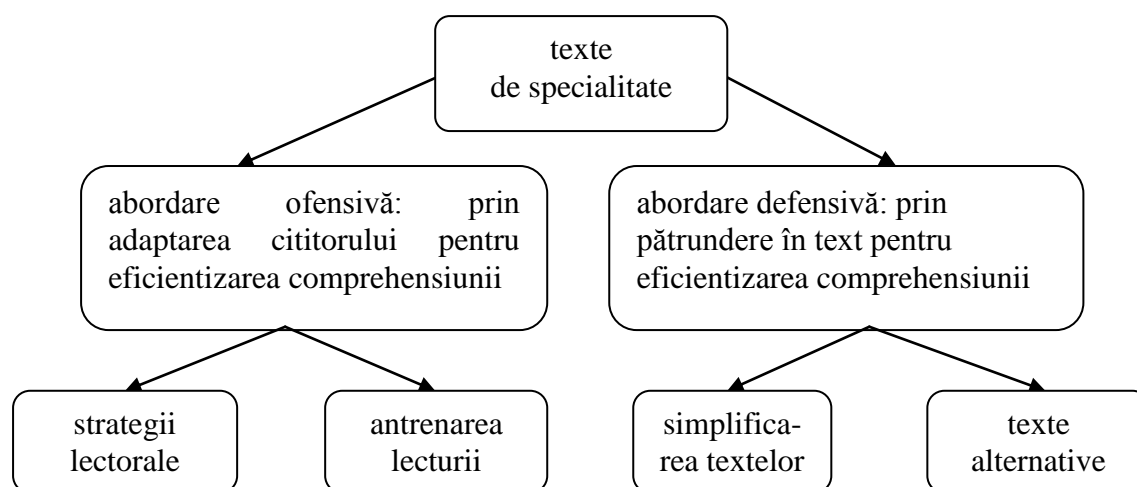 texte
de specialitate
abordare ofensivă: prin
adaptarea cititorului pentru
eficientizarea comprehensiunii
abordare defensivă: prin
pătrundere în text pentru
eficientizarea comprehensiunii
strategii
lectorale
antrenarea
lecturii
simplifica-
rea textelor
texte
alternative